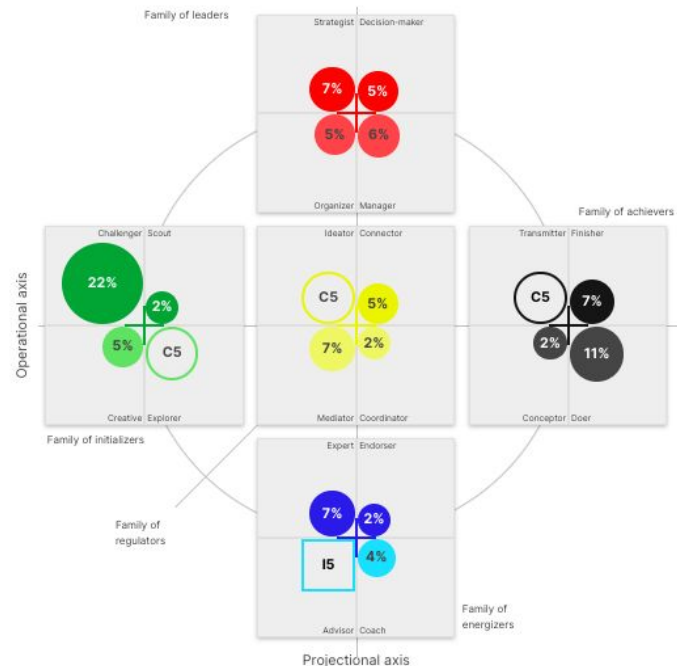 Family of leaders
Strategist Decision-maker
7% 5%
5% 6%
Organizer Manager
Family of achievers
Operational axis
Challenger Scout
22%
2%
5% C5
Creative Explorer
Family of initializers
Ideator Connector
C5 5%
7% 2%
Mediator Coordinator
Transmitter Finisher
C5 7%
2% 11%
Conceptor Doer
Family of
regulators
Expert Endorser
7% 2%
I5 4%
Advisor Coach
Family of
energizers
Projectional axis